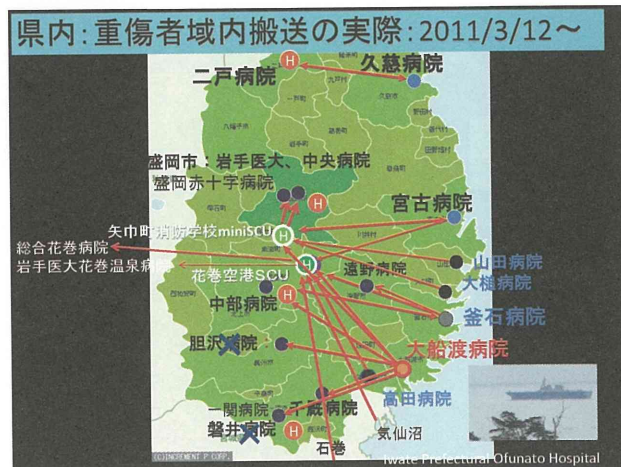 県内：重傷者域内搬送の実際：2011/3/12～
二戸病院
久慈病院
H
盛岡市：岩手医大、中央病院
盛岡赤十字病院
H
宮古病院
矢巾町消防学校miniSCU
H
総合花巻病院
岩手医大花巻温泉病院
花巻空港SCU
H
遠野病院
山田病院
大槌病院
釜石病院
中部病院
H
胆沢病院
大船渡病院
高田病院
一関病院
千厩病院
磐井病院
H
気仙沼
石巻
(C)INCREMENT P CORP.
Iwate Prefectural Ofunato Hospital